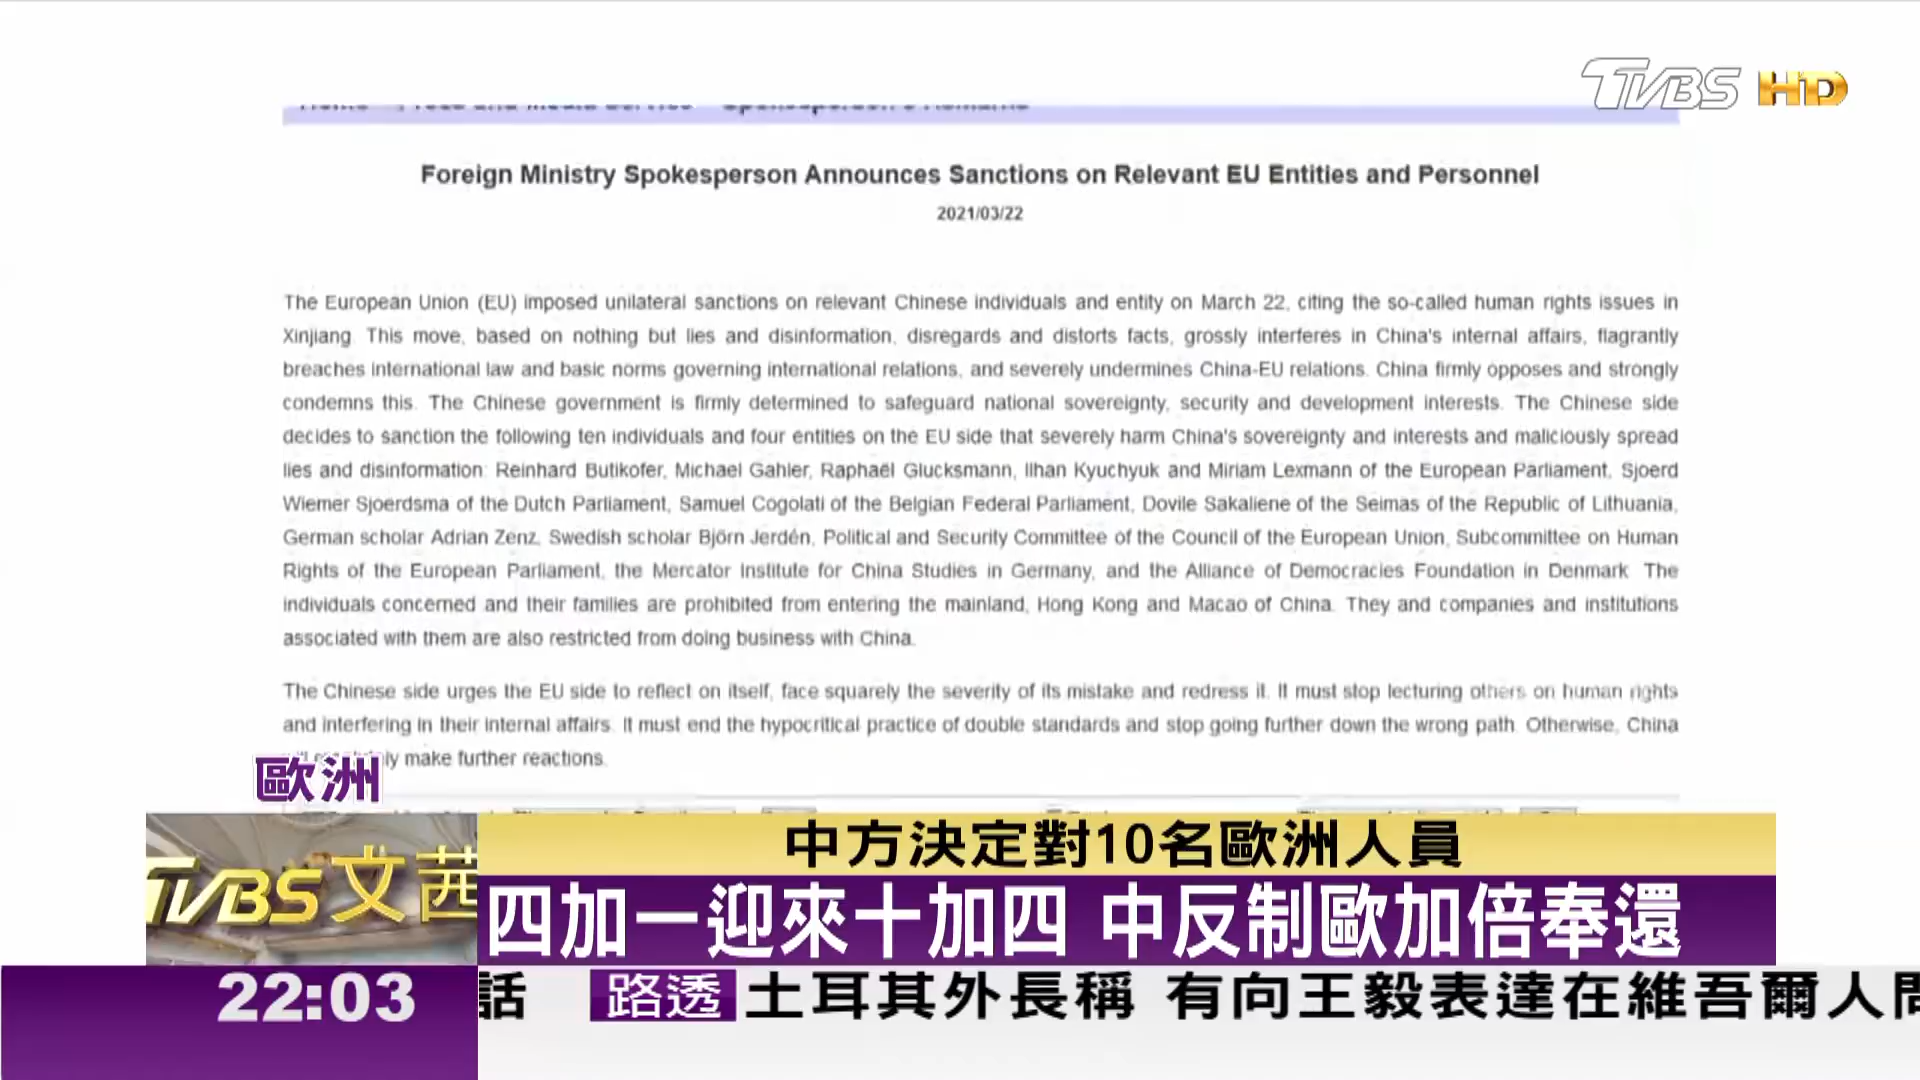 TVBS HD
Foreign Ministry Spokesperson Announces Sanctions on Relevant EU Entities and Personnel
2021/03/22
The European Union (EU) imposed unilateral sanctions on relevant Chinese individuals and entity on March 22, citing the so-called human rights issues in
Xinjiang. This move, based on nothing but lies and disinformation, disregards and distorts facts, grossly interferes in China's internal affairs, flagrantly
breaches international law and basic norms governing international relations, and severely undermines China-EU relations. China firmly opposes and strongly
condemns this. The Chinese government is firmly determined to safeguard national sovereignty, security and development interests. The Chinese side
decides to sanction the following ten individuals and four entities on the EU side that severely harm China's sovereignty and interests and maliciously spread
lies and disinformation: Reinhard Butikofer, Michael Gahler, Raphaël Glucksmann, Ilhan Kyuchyuk and Miriam Lexmann of the European Parliament, Sjoerd
Wiemer Sjoerdsma of the Dutch Parliament, Samuel Cogolati of the Belgian Federal Parliament, Dovile Sakaliene of the Seimas of the Republic of Lithuania,
German scholar Adrian Zenz, Swedish scholar Björn Jerdén, Political and Security Committee of the Council of the European Union, Subcommittee on Human
Rights of the European Parliament, the Mercator Institute for China Studies in Germany, and the Alliance of Democracies Foundation in Denmark. The
individuals concerned and their families are prohibited from entering the mainland, Hong Kong and Macao of China. They and companies and institutions
associated with them are also restricted from doing business with China.
The Chinese side urges the EU side to reflect on itself, face squarely the severity of its mistake and redress it. It must stop lecturing others on human rights
and interfering in their internal affairs. It must end the hypocritical practice of double standards and stop going further down the wrong path. Otherwise, China
make further reactions.
歐洲
中方決定對10名歐洲人員
TVBS文茜
四加一迎來十加四 中反制歐加倍奉還
22:03
話 路透 土耳其外長稱 有向王毅表達在維吾爾人問